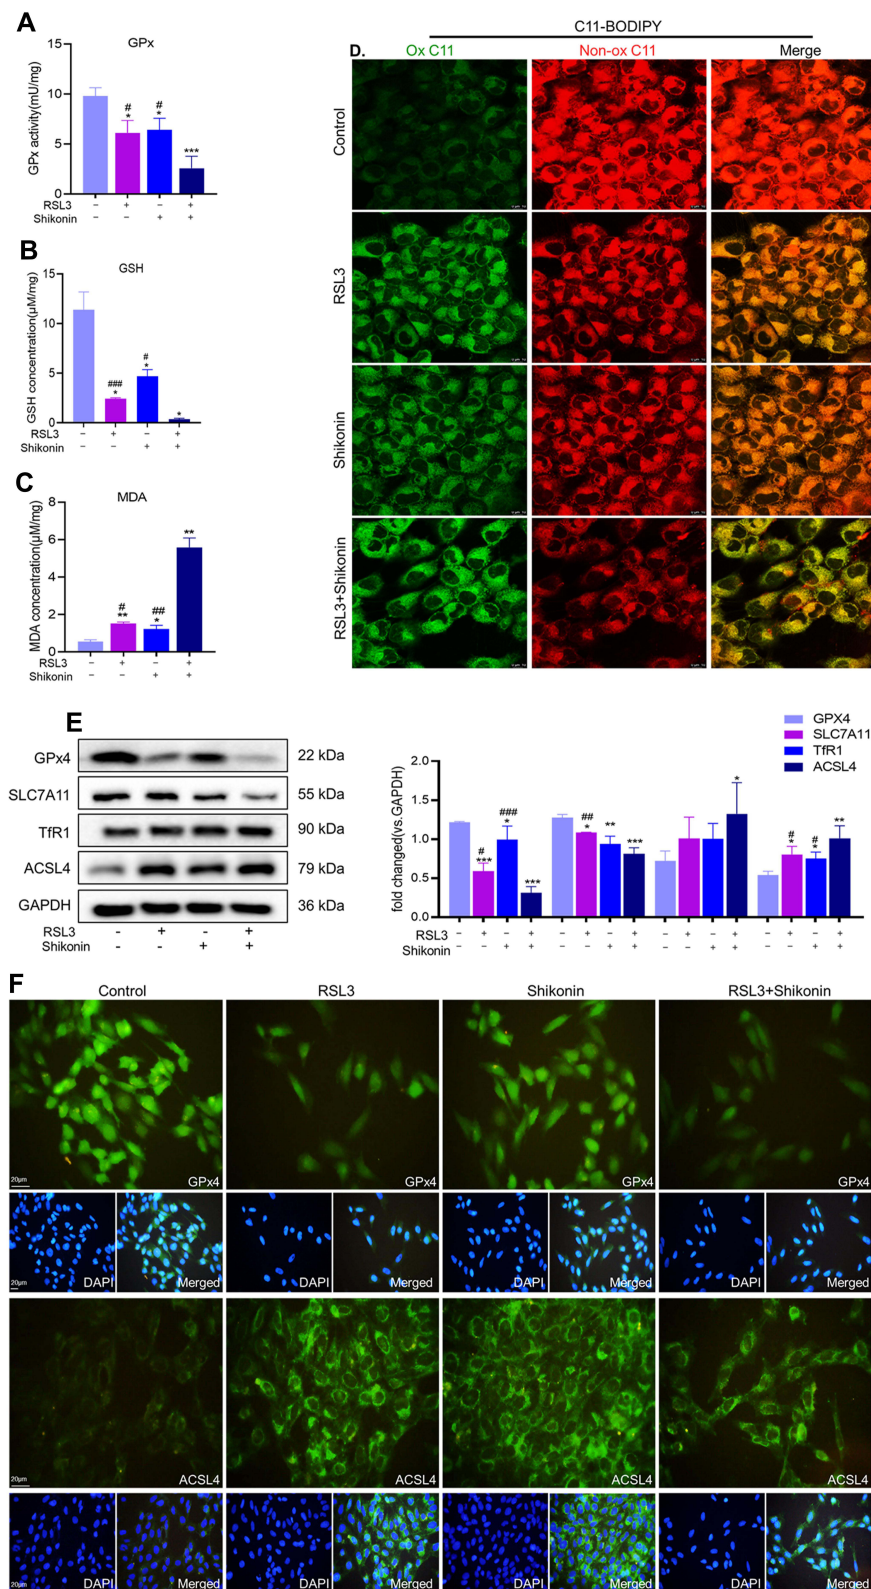 A
GPx
GPx activity(mU/mg)
15
10
5
0
# #
* * ***
RSL3 − + − +
Shikonin − − + +
B
GSH
GSH concentration(μM/mg)
15
10
5
0
### #
* * *
RSL3 − + − +
Shikonin − − + +
C
MDA
MDA concentration(μM/mg)
8
6
4
2
0
# ##
** * **
RSL3 − + − +
Shikonin − − + +
D.
C11-BODIPY
Ox C11 Non-ox C11 Merge
Control
RSL3
Shikonin
RSL3+Shikonin
E
GPx4 22 kDa
SLC7A11 55 kDa
TfR1 90 kDa
ACSL4 79 kDa
GAPDH 36 kDa
RSL3 - + - +
Shikonin - - + +
GPX4
SLC7A11
TfR1
ACSL4
fold changed(vs.GAPDH)
2.0
1.5
1.0
0.5
0.0
# ### ## # #
*** * *** * ** *** * * * **
RSL3 − + − + − + − + − + − + − + − +
Shikonin − − + + − − + + − − + + − − + +
F
Control RSL3 Shikonin RSL3+Shikonin
20μm
GPx4 GPx4 GPx4 GPx4
20μm
DAPI Merged DAPI Merged DAPI Merged DAPI Merged
20μm
ACSL4 ACSL4 ACSL4 ACSL4
20μm
DAPI Merged DAPI Merged DAPI Merged DAPI Merged